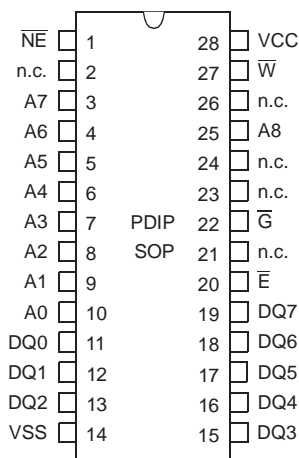 N̅E̅ 1 28 VCC
n.c. 2 27 W̅
A7 3 26 n.c.
A6 4 25 A8
A5 5 24 n.c.
A4 6 23 n.c.
A3 7 PDIP 22 G̅
A2 8 SOP 21 n.c.
A1 9 20 E̅
A0 10 19 DQ7
DQ0 11 18 DQ6
DQ1 12 17 DQ5
DQ2 13 16 DQ4
VSS 14 15 DQ3